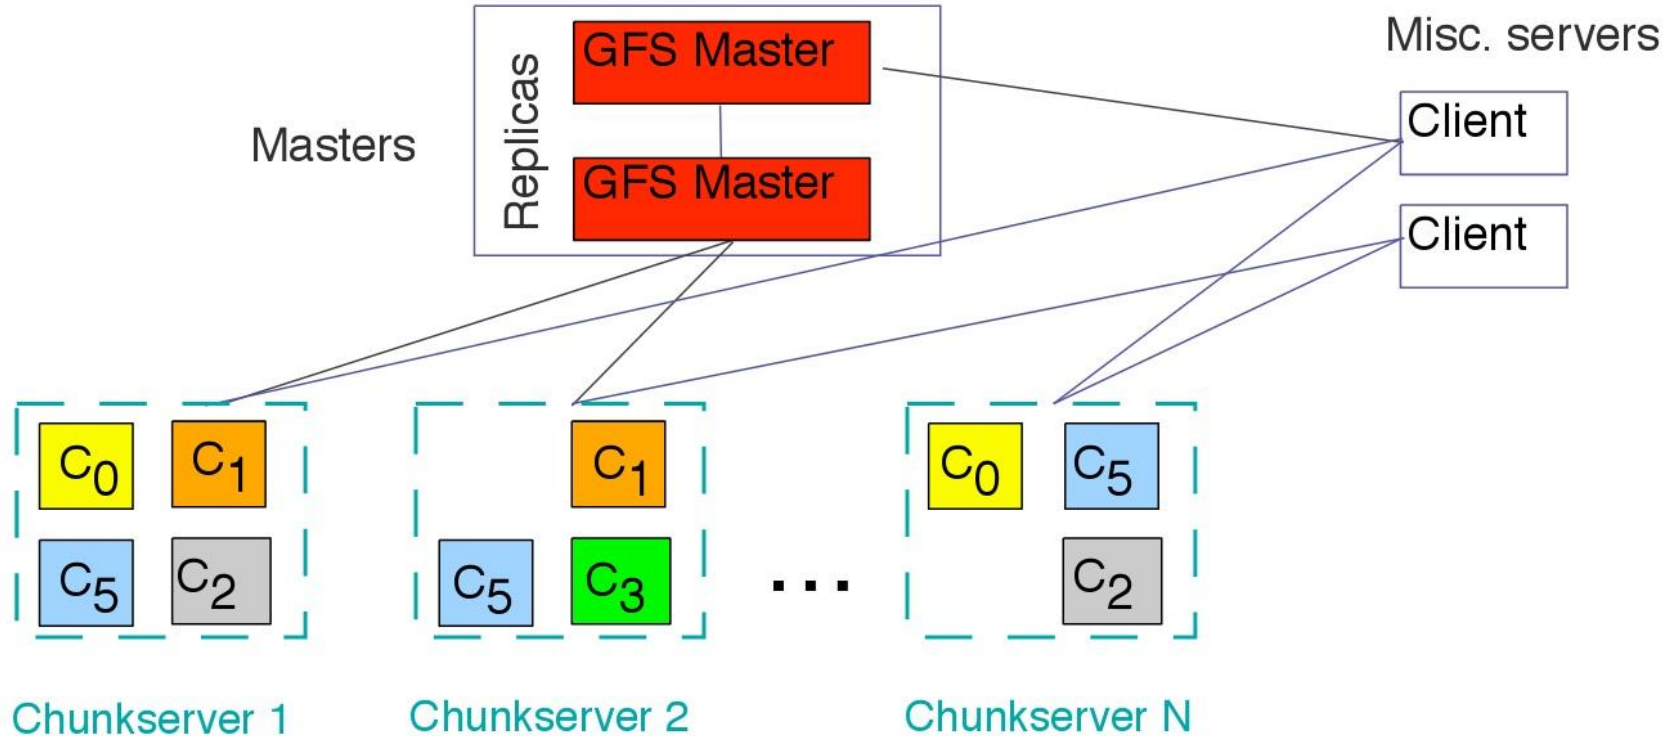 Misc. servers
GFS Master
Replicas
Masters
GFS Master
Client
Client
C0 C1
C5 C2
C1
C5 C3
...
C0 C5
C2
Chunkserver 1
Chunkserver 2
Chunkserver N